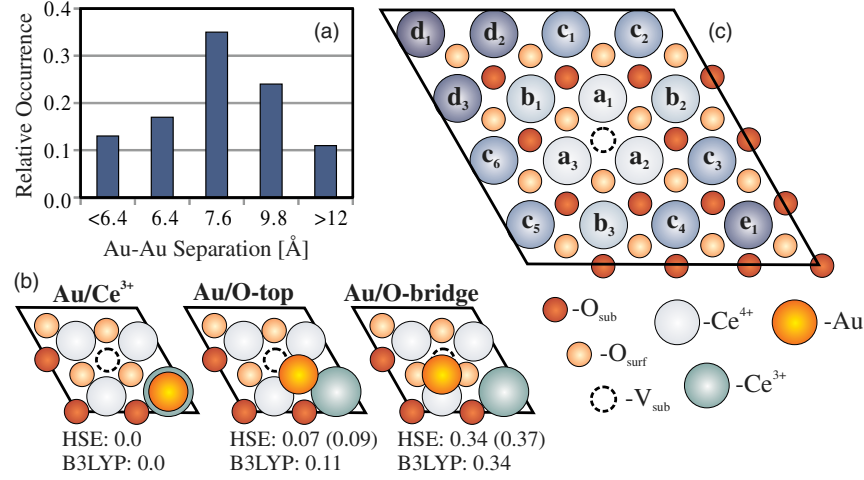 (a)
Relative Occurrence
0.4
0.3
0.2
0.1
0.0
<6.4 6.4 7.6 9.8 >12
Au-Au Separation [Å]
(b)
Au/Ce³⁺ Au/O-top Au/O-bridge
HSE: 0.0 HSE: 0.07 (0.09) HSE: 0.34 (0.37)
B3LYP: 0.0 B3LYP: 0.11 B3LYP: 0.34
(c)
d₁ d₂ c₁ c₂
d₃ b₁ a₁ b₂
c₆ a₃ a₂ c₃
c₅ b₃ c₄ e₁
-O_sub -Ce⁴⁺ -Au
-O_surf
-V_sub -Ce³⁺